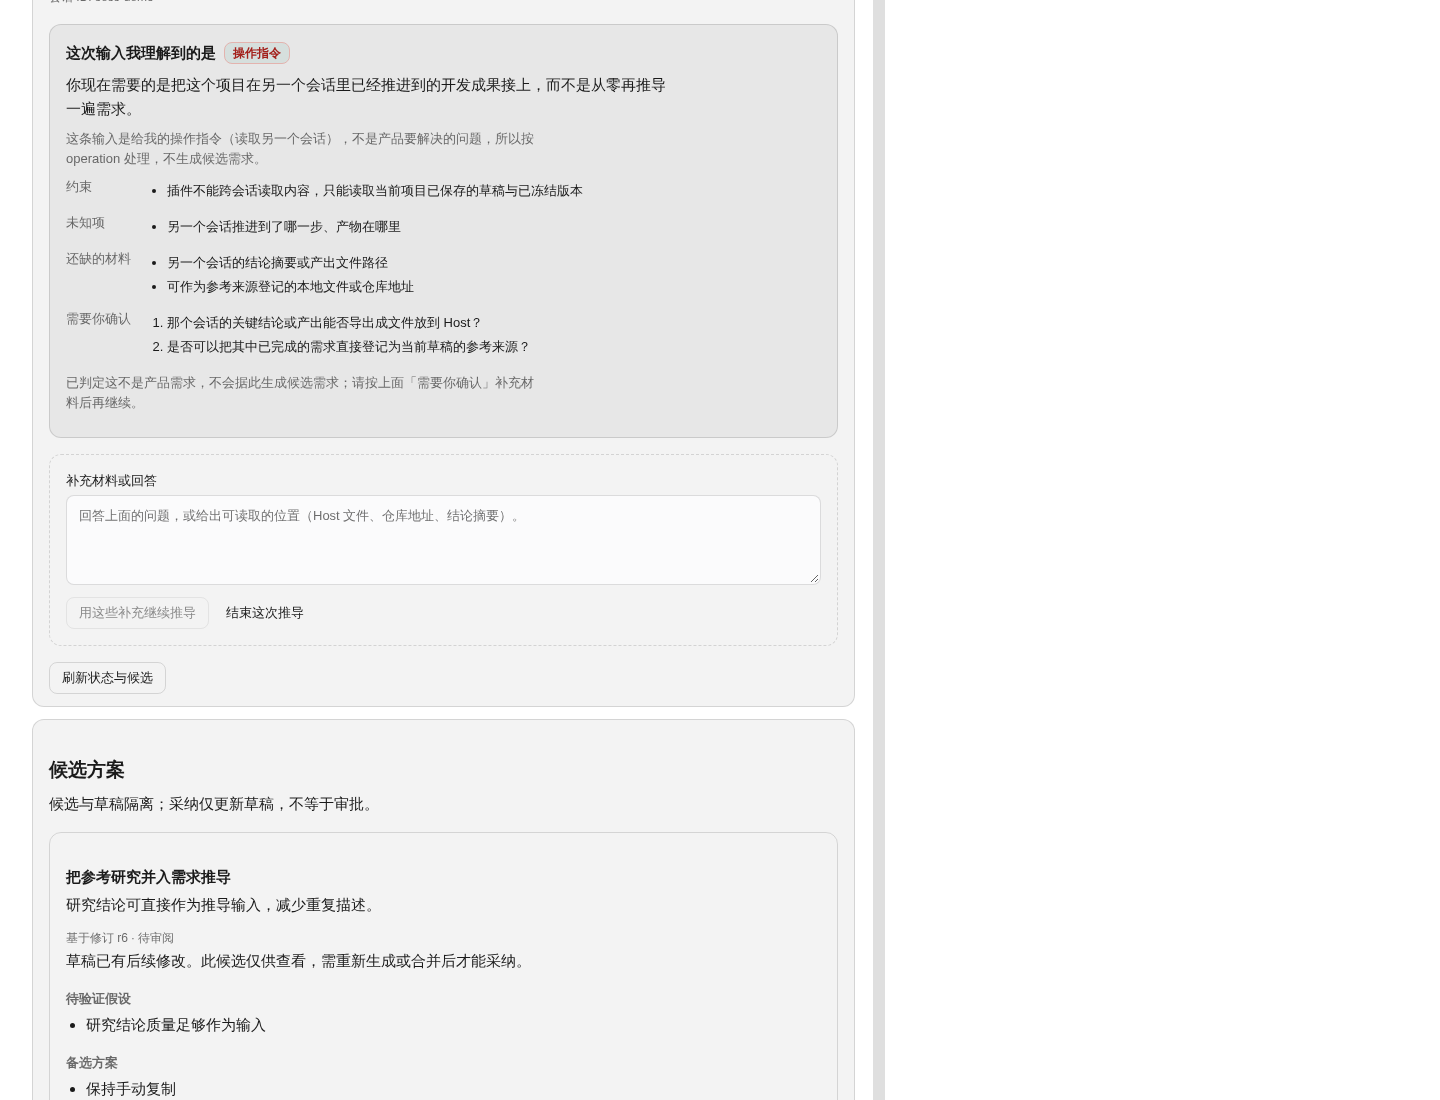 这次输入我理解到的是 操作指令
你现在需要的是把这个项目在另一个会话里已经推进到的开发成果接上，而不是从零再推导
一遍需求。
这条输入是给我的操作指令（读取另一个会话），不是产品要解决的问题，所以按
operation 处理，不生成候选需求。
约束
• 插件不能跨会话读取内容，只能读取当前项目已保存的草稿与已冻结版本
未知项
• 另一个会话推进到了哪一步、产物在哪里
还缺的材料
• 另一个会话的结论摘要或产出文件路径
• 可作为参考来源登记的本地文件或仓库地址
需要你确认
1. 那个会话的关键结论或产出能否导出成文件放到 Host？
2. 是否可以把其中已完成的需求直接登记为当前草稿的参考来源？
已判定这不是产品需求，不会据此生成候选需求；请按上面「需要你确认」补充材
料后再继续。
补充材料或回答
回答上面的问题，或给出可读取的位置（Host 文件、仓库地址、结论摘要）。
用这些补充继续推导 结束这次推导
刷新状态与候选
候选方案
候选与草稿隔离；采纳仅更新草稿，不等于审批。
把参考研究并入需求推导
研究结论可直接作为推导输入，减少重复描述。
基于修订 r6 · 待审阅
草稿已有后续修改。此候选仅供查看，需重新生成或合并后才能采纳。
待验证假设
• 研究结论质量足够作为输入
备选方案
• 保持手动复制